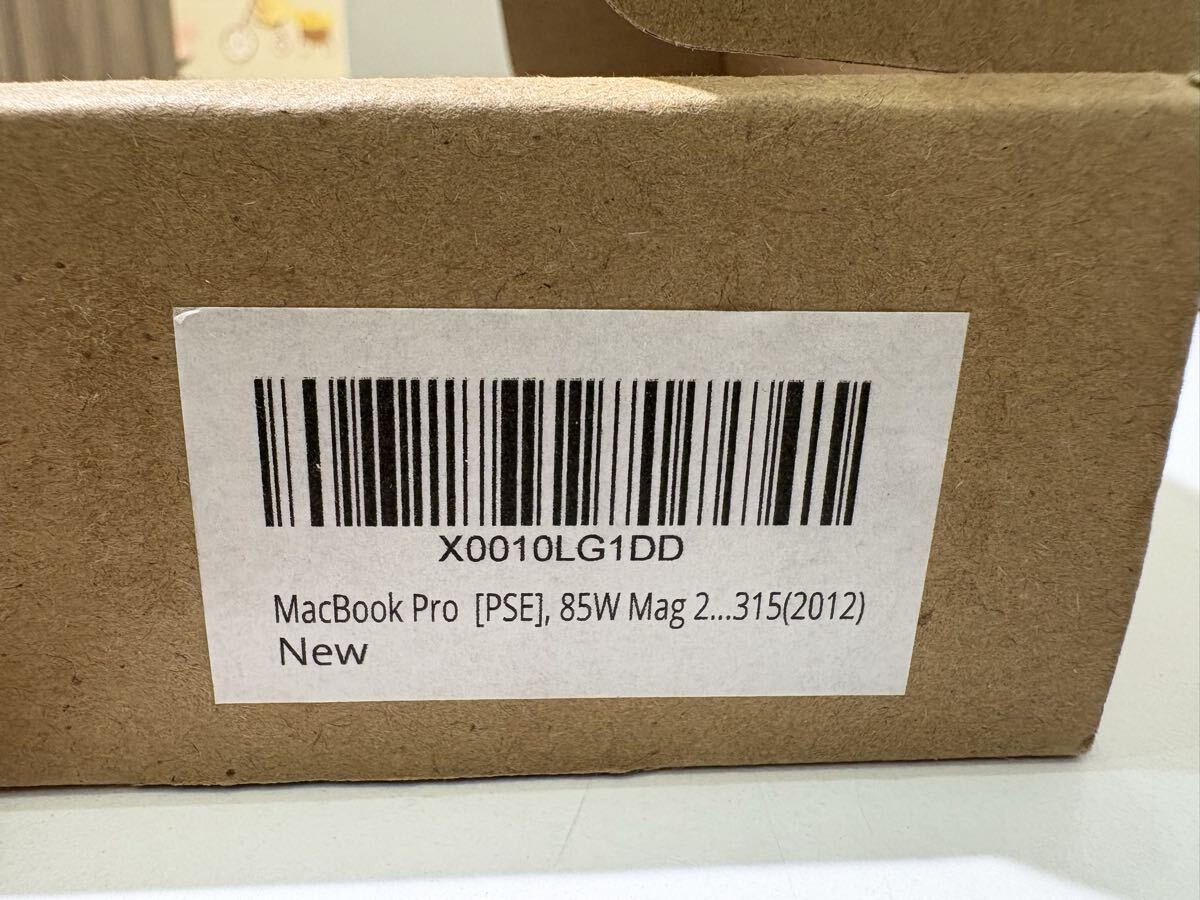 X0010LG1DD
MacBook Pro [PSE], 85W Mag 2...315(2012)
New